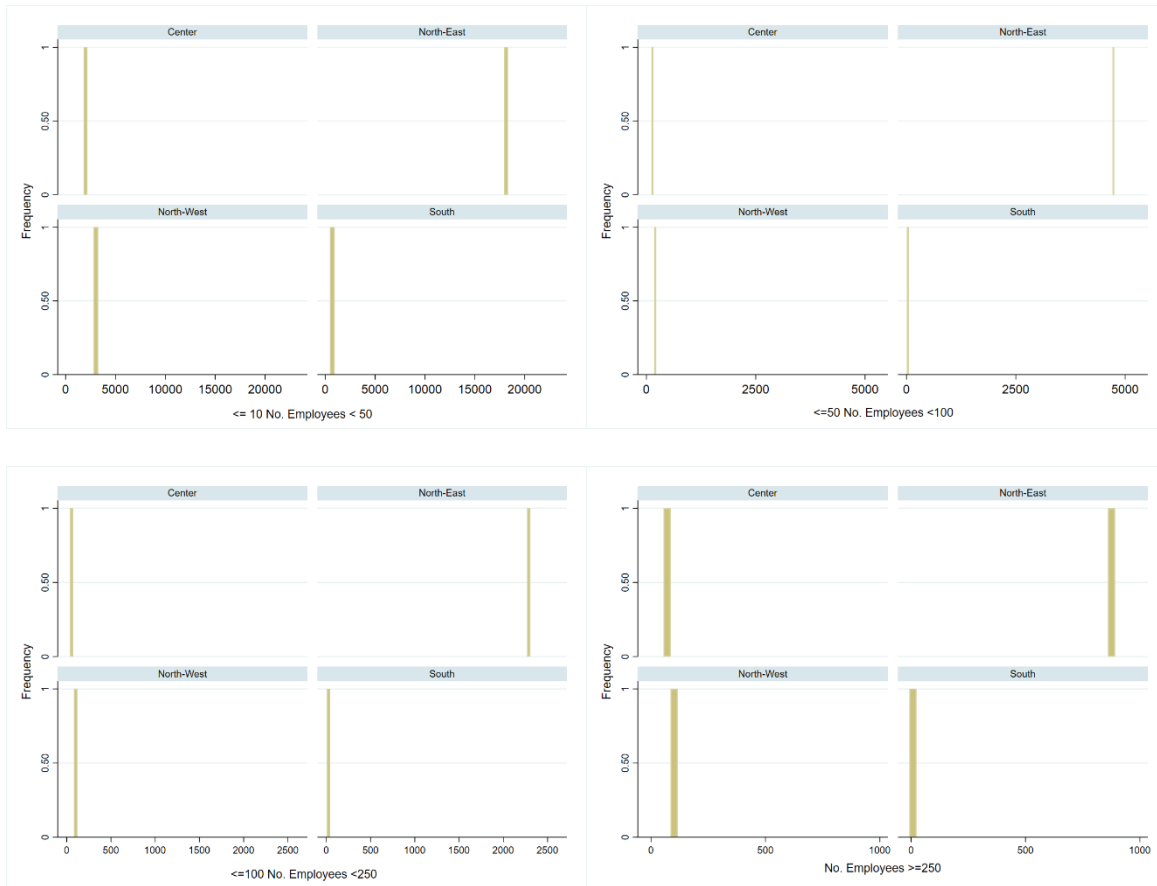 Center North-East
1
0.50
0
North-West South
1
0.50
0
Frequency
0 5000 10000 15000 20000 0 5000 10000 15000 20000
<= 10 No. Employees < 50
Center North-East
1
0.50
0
North-West South
1
0.50
0
Frequency
0 2500 5000 0 2500 5000
<=50 No. Employees <100
Center North-East
1
0.50
0
North-West South
1
0.50
0
Frequency
0 500 1000 1500 2000 2500 0 500 1000 1500 2000 2500
<=100 No. Employees <250
Center North-East
1
0.50
0
North-West South
1
0.50
0
Frequency
0 500 1000 0 500 1000
No. Employees >=250